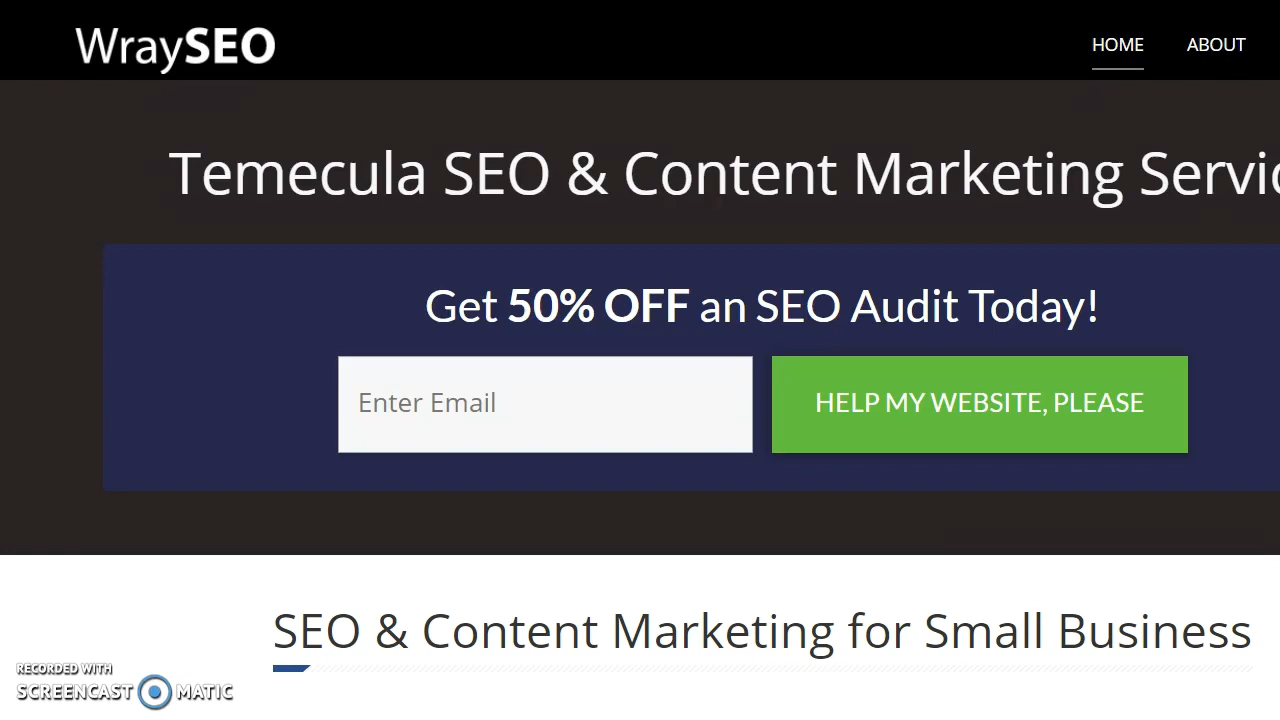 WraySEO
HOME ABOUT
Temecula SEO & Content Marketing Servic
Get 50% OFF an SEO Audit Today!
Enter Email
HELP MY WEBSITE, PLEASE
SEO & Content Marketing for Small Business
RECORDED WITH
SCREENCAST MATIC